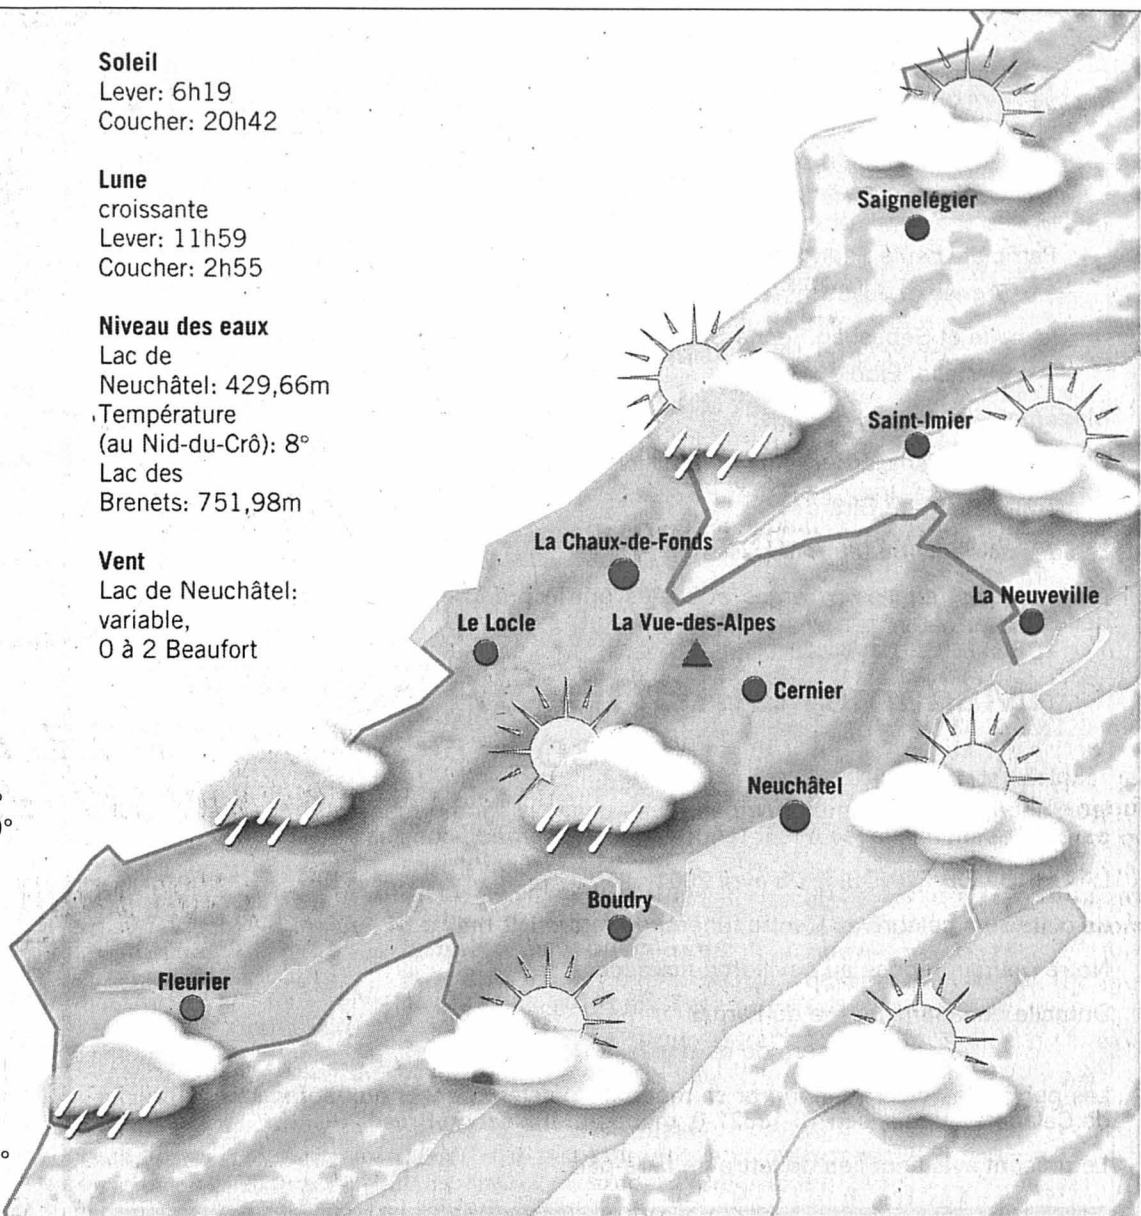 Soleil
Lever: 6h19
Coucher: 20h42
Lune
croissante
Lever: 11h59
Coucher: 2h55
Niveau des eaux
Lac de
Neuchâtel: 429,66m
Température
(au Nid-du-Crô): 8°
Lac des
Brenets: 751,98m
Vent
Lac de Neuchâtel:
variable,
0 à 2 Beaufort
Saignelégier
Saint-Imier
La Chaux-de-Fonds
La Neuveville
Le Locle
La Vue-des-Alpes
Cernier
Neuchâtel
Boudry
Fleurier